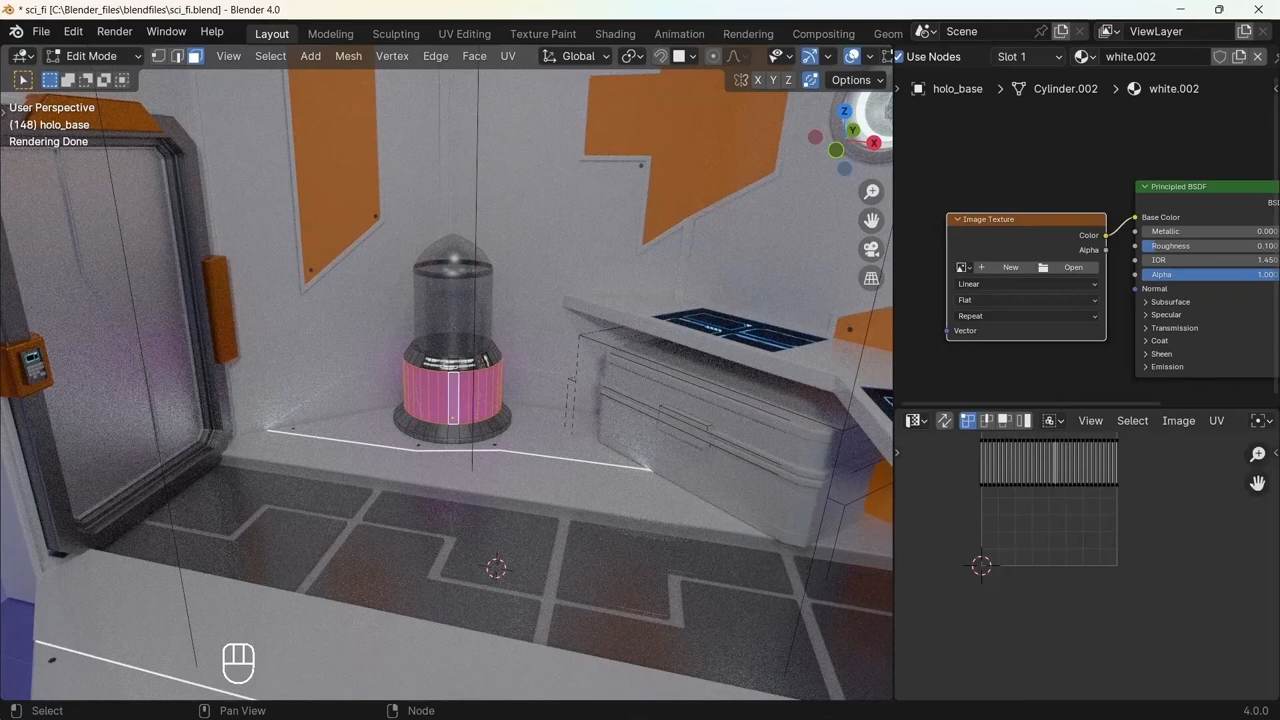 * sci_fi [C:\Blender_files\blendfiles\sci_fi.blend] - Blender 4.0
File Edit Render Window Help Layout Modeling Sculpting UV Editing Texture Paint Shading Animation Rendering Compositing Geom Scene ViewLayer
Edit Mode View Select Add Mesh Vertex Edge Face UV Global Use Nodes Slot 1 white.002
X Y Z Options
holo_base > Cylinder.002 > white.002
User Perspective
(148) holo_base
Rendering Done
Z
Y
X
Principled BSDF
Image Texture
Color
Alpha
New Open
Linear
Flat
Repeat
Vector
Base Color
Metallic 0.000
Roughness 0.100
IOR 1.450
Alpha
Normal
Subsurface
Specular
Transmission
Coat
Sheen
Emission
View Select Image UV
Select Pan View Node 4.0.0